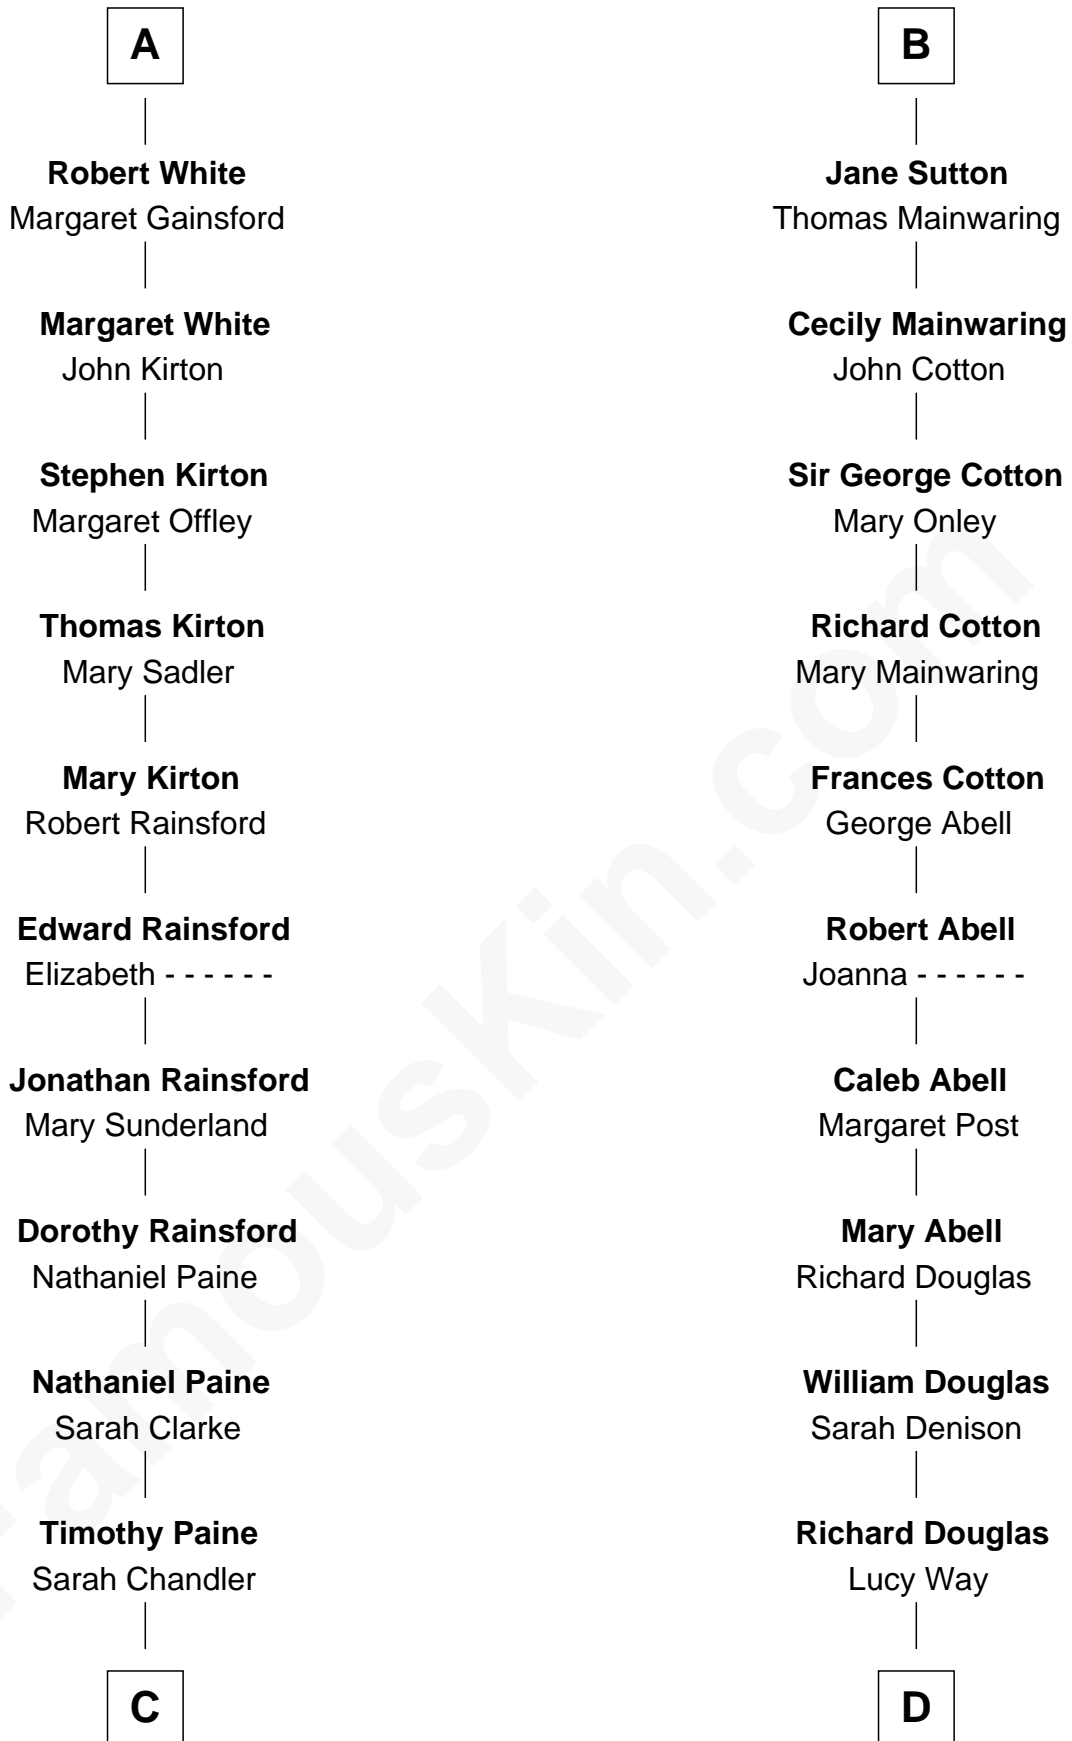 A
Robert White
Margaret Gainsford
Margaret White
John Kirton
Stephen Kirton
Margaret Offley
Thomas Kirton
Mary Sadler
Mary Kirton
Robert Rainsford
Edward Rainsford
Elizabeth - - - - - -
Jonathan Rainsford
Mary Sunderland
Dorothy Rainsford
Nathaniel Paine
Nathaniel Paine
Sarah Clarke
Timothy Paine
Sarah Chandler
C
B
Jane Sutton
Thomas Mainwaring
Cecily Mainwaring
John Cotton
Sir George Cotton
Mary Onley
Richard Cotton
Mary Mainwaring
Frances Cotton
George Abell
Robert Abell
Joanna - - - - - -
Caleb Abell
Margaret Post
Mary Abell
Richard Douglas
William Douglas
Sarah Denison
Richard Douglas
Lucy Way
D
FamousKin.com